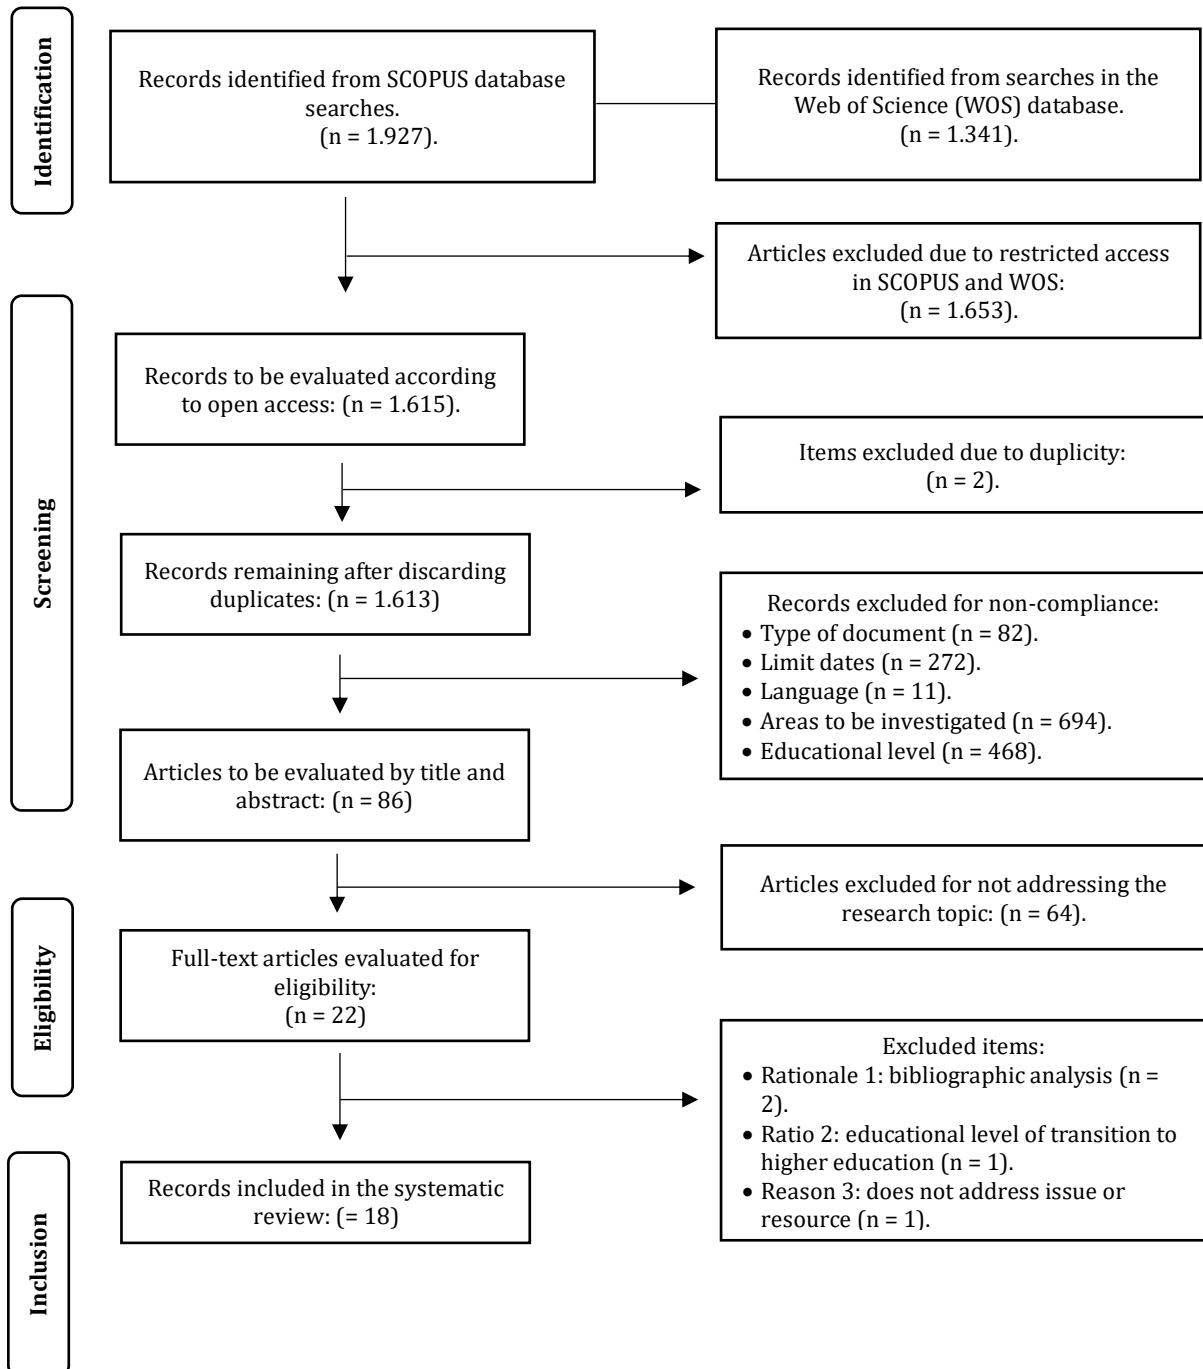 Identification
Records identified from SCOPUS database
searches.
(n = 1.927).
Records identified from searches in the
Web of Science (WOS) database.
(n = 1.341).
Articles excluded due to restricted access
in SCOPUS and WOS:
(n = 1.653).
Screening
Records to be evaluated according
to open access: (n = 1.615).
Items excluded due to duplicity:
(n = 2).
Records remaining after discarding
duplicates: (n = 1.613)
Records excluded for non-compliance:
• Type of document (n = 82).
• Limit dates (n = 272).
• Language (n = 11).
• Areas to be investigated (n = 694).
• Educational level (n = 468).
Articles to be evaluated by title and
abstract: (n = 86)
Articles excluded for not addressing the
research topic: (n = 64).
Eligibility
Full-text articles evaluated for
eligibility:
(n = 22)
Excluded items:
• Rationale 1: bibliographic analysis (n =
2).
• Ratio 2: educational level of transition to
higher education (n = 1).
• Reason 3: does not address issue or
resource (n = 1).
Inclusion
Records included in the systematic
review: (= 18)